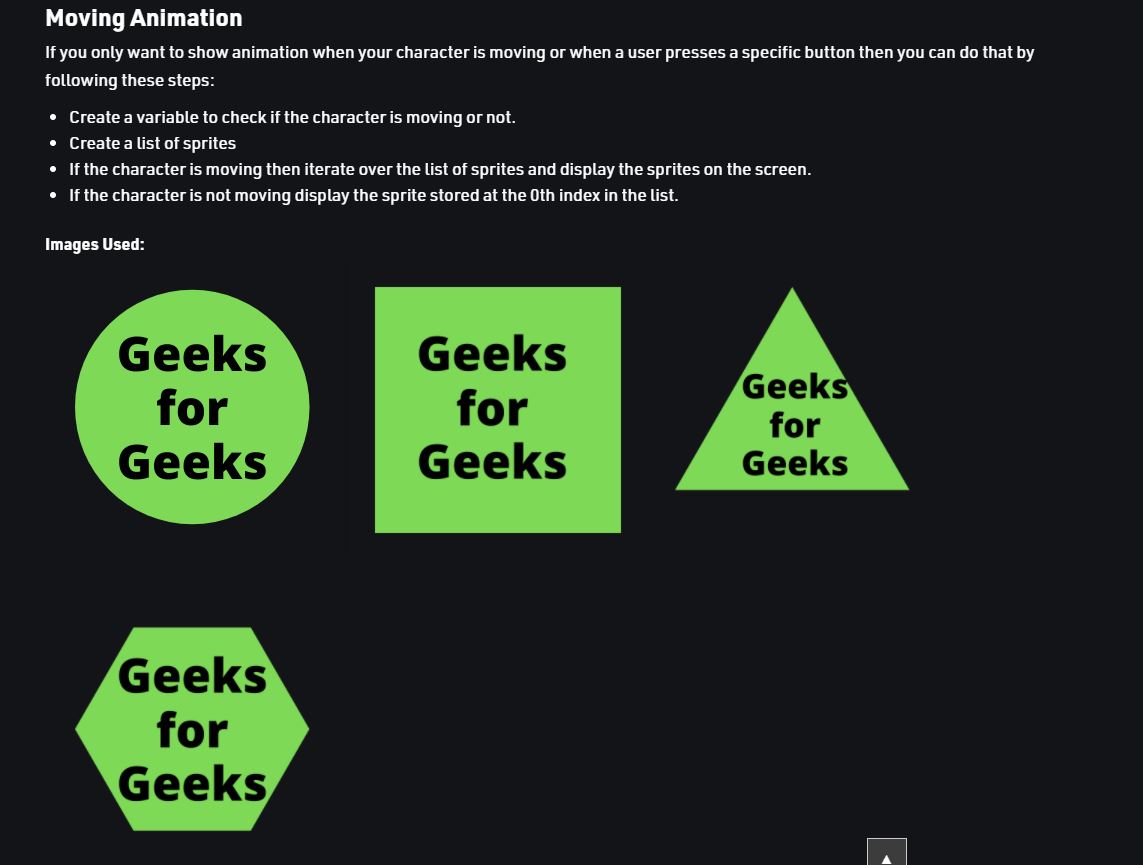 Moving Animation
If you only want to show animation when your character is moving or when a user presses a specific button then you can do that by
following these steps:
Create a variable to check if the character is moving or not.
Create a list of sprites
If the character is moving then iterate over the list of sprites and display the sprites on the screen.
If the character is not moving display the sprite stored at the 0th index in the list.
Images Used:
Geeks
for
Geeks
Geeks
for
Geeks
Geeks
for
Geeks
Geeks
for
Geeks